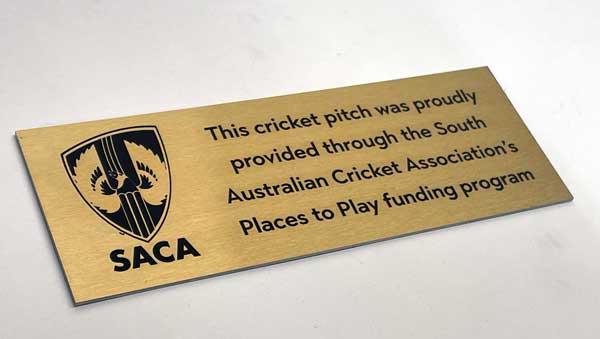 This cricket pitch was proudly
provided through the South
Australian Cricket Association's
Places to Play funding program
SACA